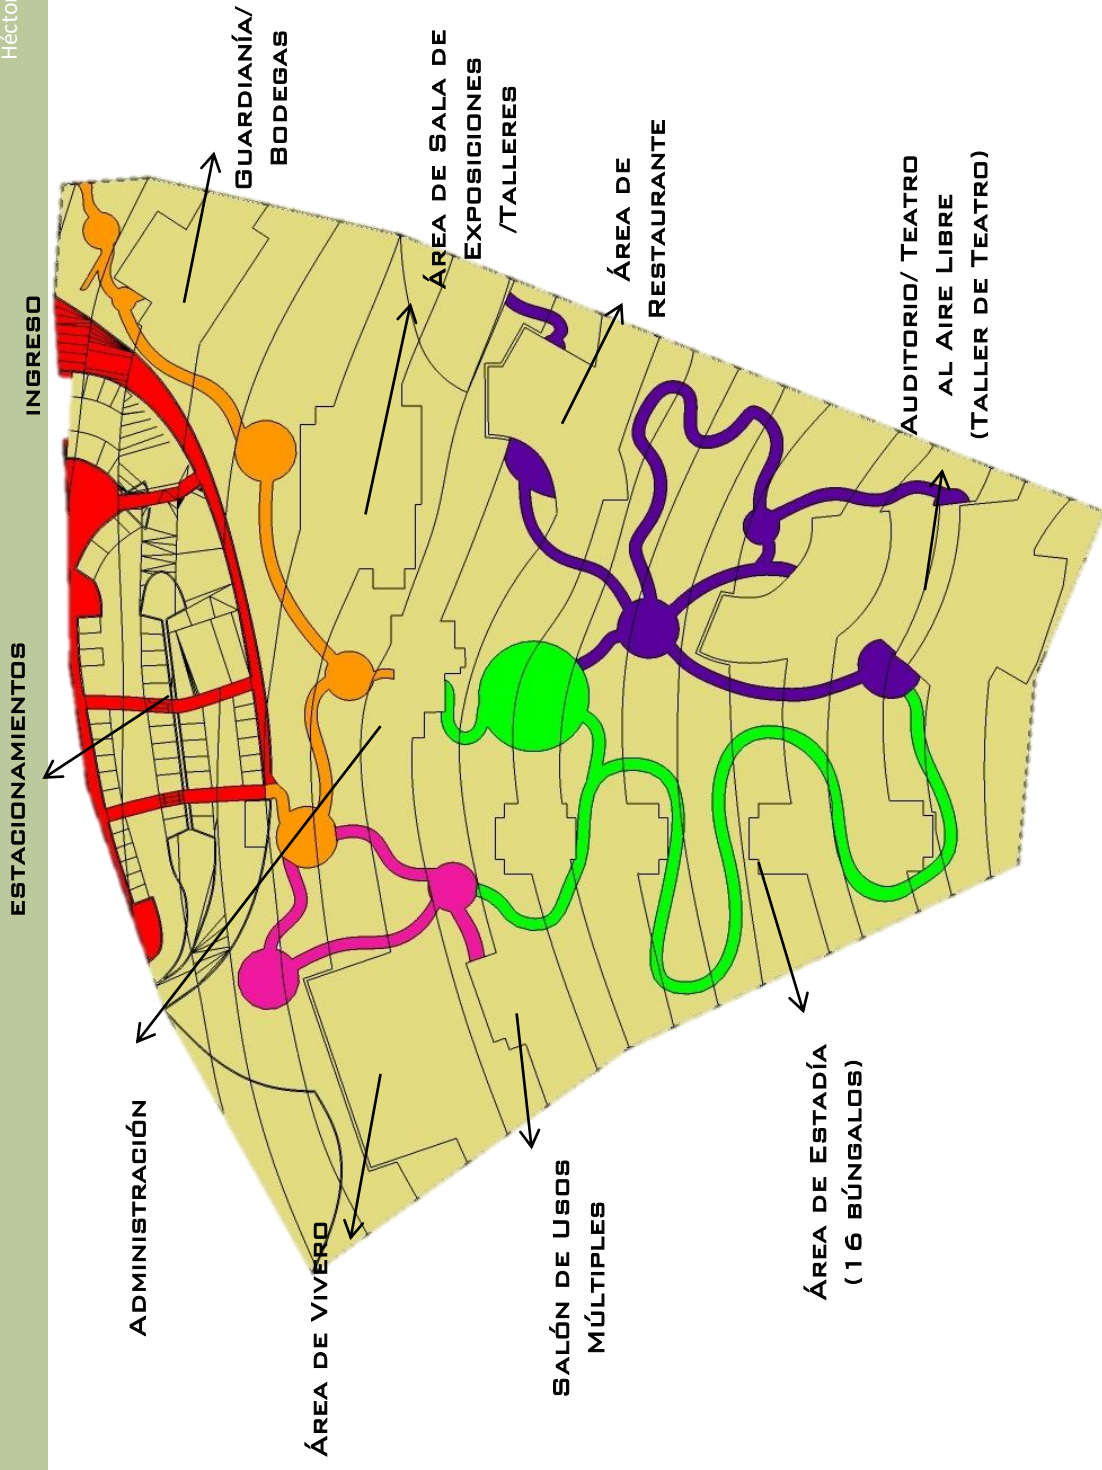 Héctor
INGRESO
ESTACIONAMIENTOS
GUARDIANÍA/
BODEGAS
ÁREA DE SALA DE
EXPOSICIONES
/TALLERES
ÁREA DE
RESTAURANTE
AUDITORIO/ TEATRO
AL AIRE LIBRE
(TALLER DE TEATRO)
ADMINISTRACIÓN
ÁREA DE VIVERO
SALÓN DE USOS
MÚLTIPLES
ÁREA DE ESTADÍA
(16 BÚNGALOS)